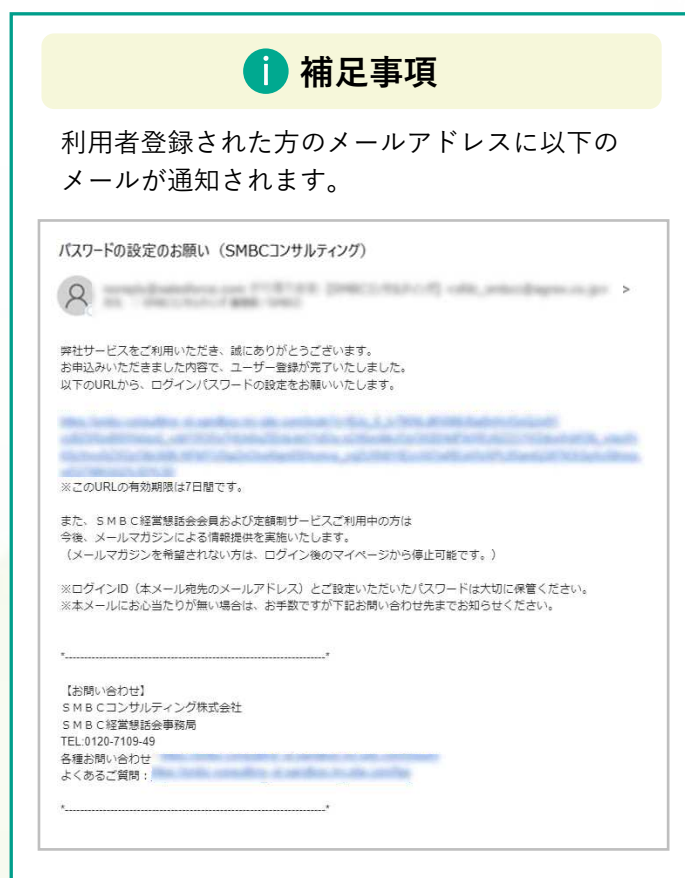 i 補足事項
利用者登録された方のメールアドレスに以下の
メールが通知されます。
パスワードの設定のお願い（SMBCコンサルティング）
>
弊社サービスをご利用いただき、誠にありがとうございます。
お申込みいただきました内容で、ユーザー登録が完了いたしました。
以下のURLから、ログインパスワードの設定をお願いいたします。
※このURLの有効期限は7日間です。
また、ＳＭＢＣ経営懇話会会員および定額制サービスご利用中の方は
今後、メールマガジンによる情報提供を実施いたします。
（メールマガジンを希望されない方は、ログイン後のマイページから停止可能です。）
※ログインID（本メール宛先のメールアドレス）とご設定いただいたパスワードは大切に保管ください。
※本メールにお心当たりが無い場合は、お手数ですが下記お問い合わせ先までお知らせください。
*--------------------------------------------------------------------*
【お問い合わせ】
ＳＭＢＣコンサルティング株式会社
ＳＭＢＣ経営懇話会事務局
TEL:0120-7109-49
各種お問い合わせ
よくあるご質問：
*--------------------------------------------------------------------*